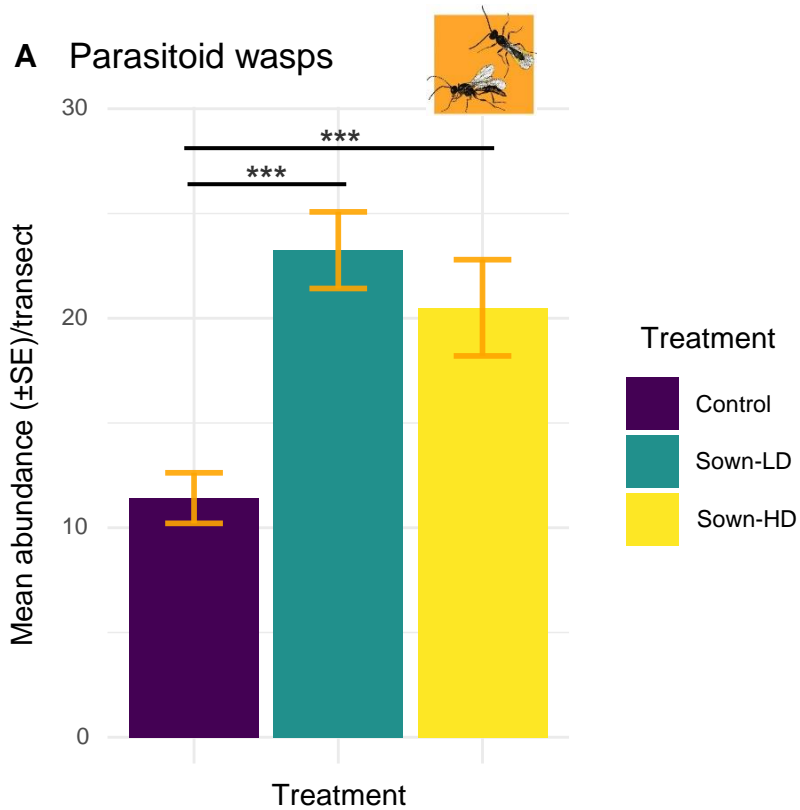 A Parasitoid wasps
30
***
***
20
10
0
Mean abundance (±SE)/transect
Treatment
Treatment
Control
Sown-LD
Sown-HD